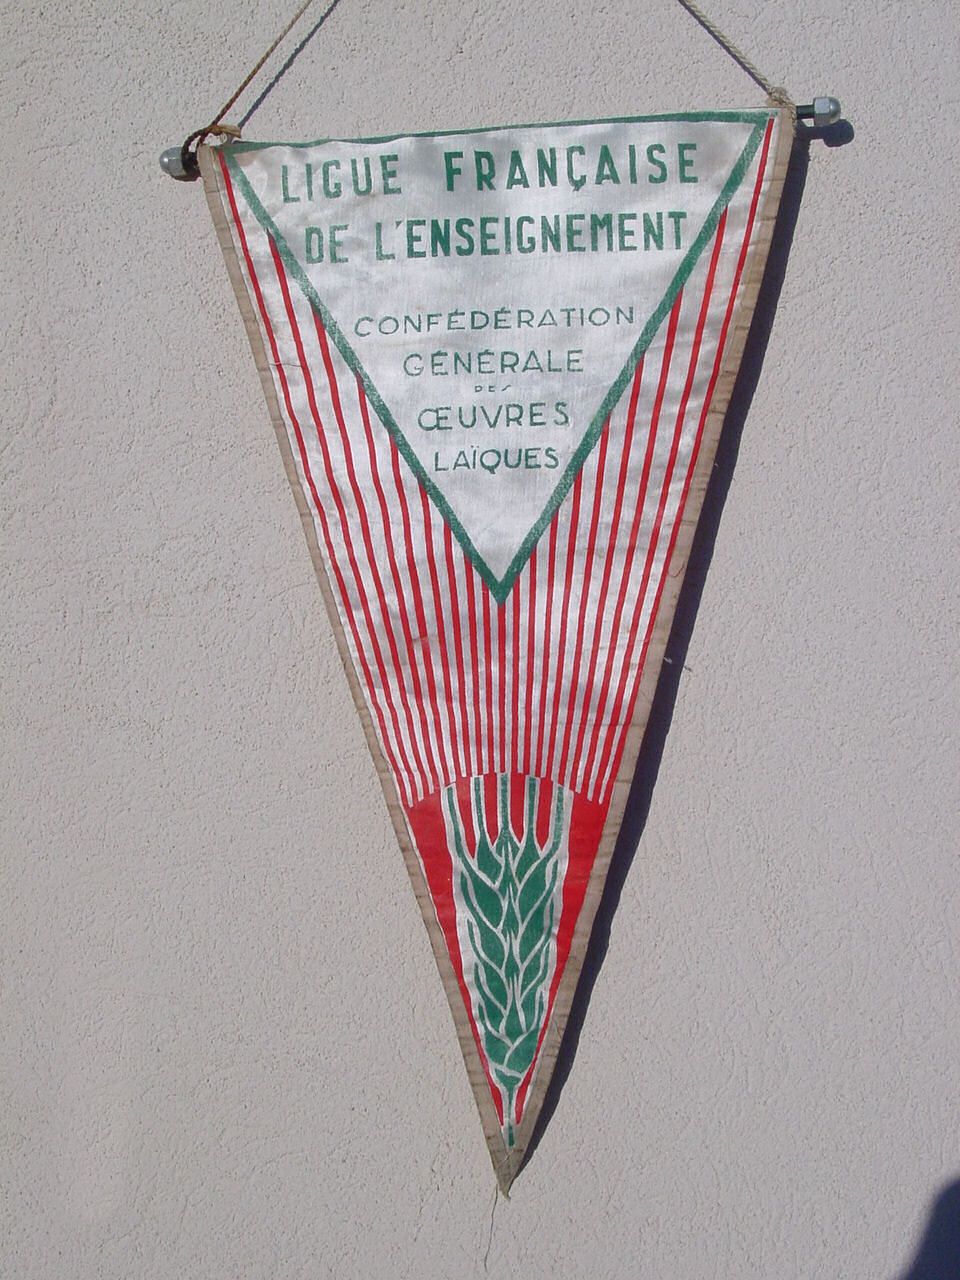 LIGUE FRANÇAISE
DE L'ENSEIGNEMENT
CONFÉDÉRATION
GÉNÉRALE
DES
ŒUVRES
LAÏQUES